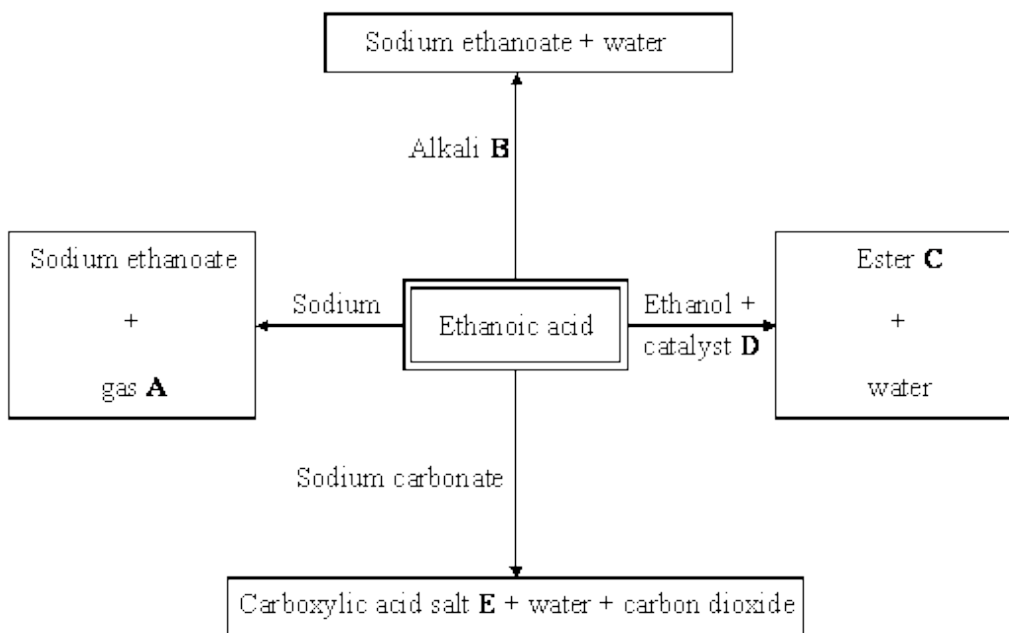 Sodium ethanoate + water
Alkali B
Sodium ethanoate
+
gas A
Sodium
Ethanoic acid
Ethanol +
catalyst D
Ester C
+
water
Sodium carbonate
Carboxylic acid salt E + water + carbon dioxide